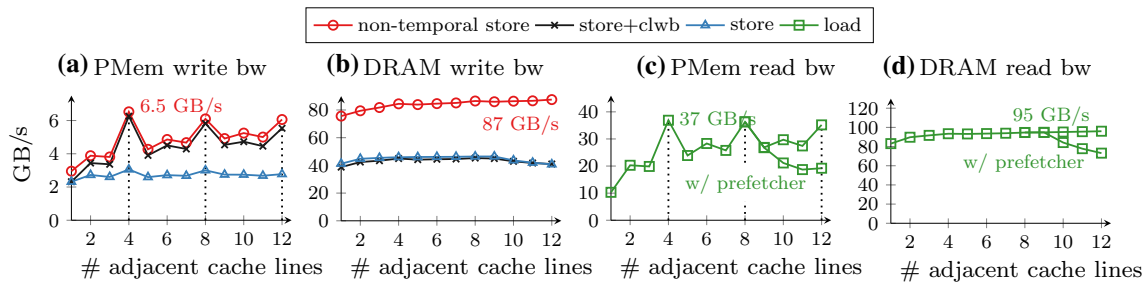 non-temporal store store+clwb store load
(a) PMem write bw (b) DRAM write bw (c) PMem read bw (d) DRAM read bw
GB/s
0 2 4 6
6.5 GB/s
2 4 6 8 10 12
# adjacent cache lines
0 20 40 60 80
87 GB/s
2 4 6 8 10 12
# adjacent cache lines
0 10 20 30 40
37 GB/s
w/ prefetcher
2 4 6 8 10 12
# adjacent cache lines
0 20 40 60 80 100 120
95 GB/s
w/ prefetcher
2 4 6 8 10 12
# adjacent cache lines